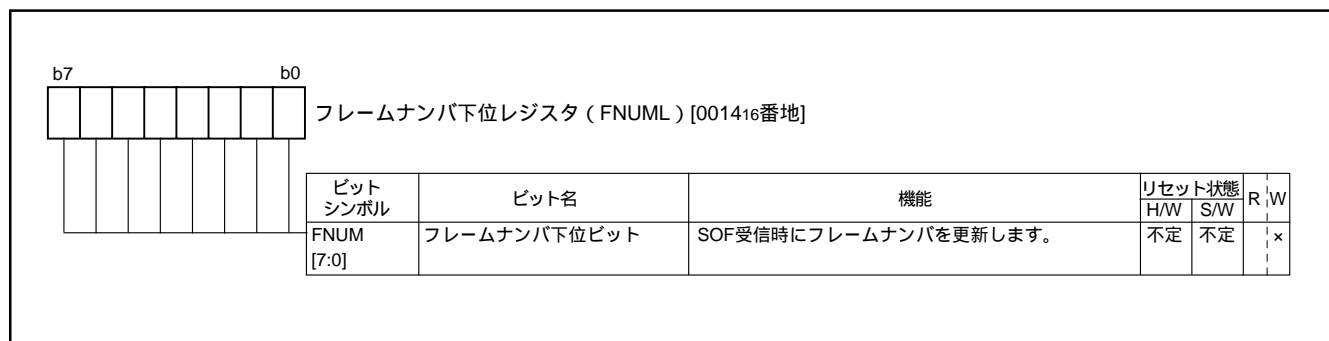 b7 b0
フレームナンバ下位レジスタ(FNUML)[001416番地]
ビット シンボル ビット名 機能 リセット状態 R W
H/W S/W
FNUM フレームナンバ下位ビット SOF受信時にフレームナンバを更新します。 不定 不定 ×
[7:0]